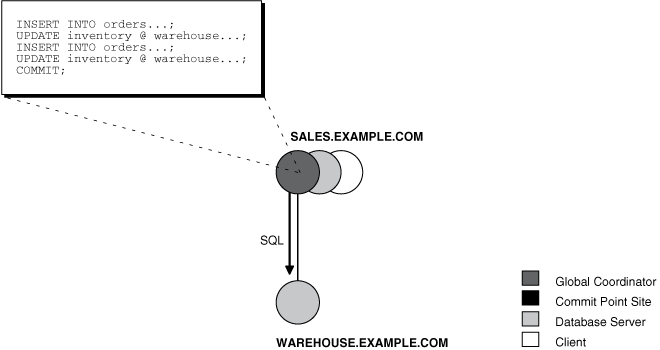 INSERT INTO orders...;
UPDATE inventory @ warehouse...;
INSERT INTO orders...;
UPDATE inventory @ warehouse...;
COMMIT;
SALES.EXAMPLE.COM
SQL
WAREHOUSE.EXAMPLE.COM
Global Coordinator
Commit Point Site
Database Server
Client